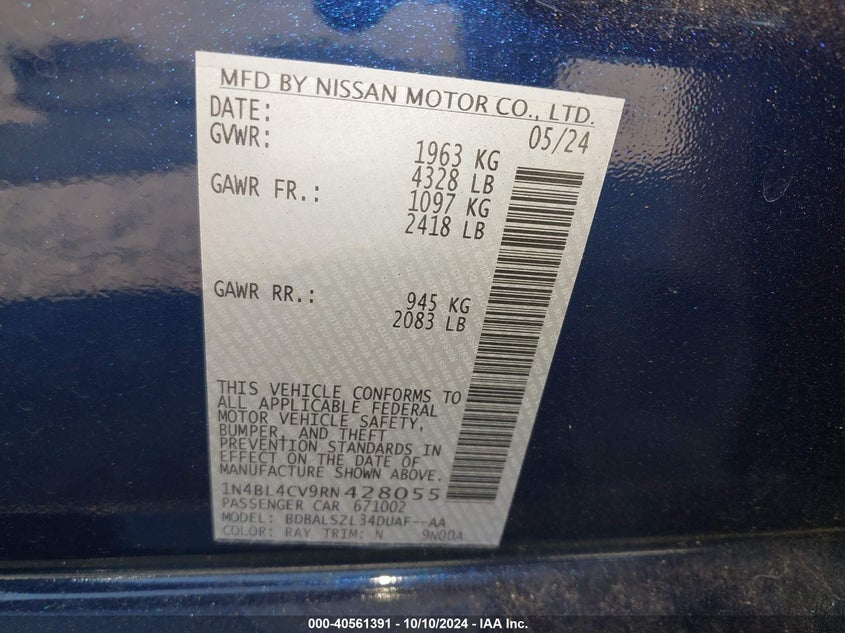 MFD BY NISSAN MOTOR CO., LTD.
DATE: 05/24
GVWR: 1963 KG
4328 LB
GAWR FR.: 1097 KG
2418 LB
GAWR RR.: 945 KG
2083 LB
THIS VEHICLE CONFORMS TO
ALL APPLICABLE FEDERAL
MOTOR VEHICLE SAFETY,
BUMPER, AND THEFT
PREVENTION STANDARDS IN
EFFECT ON THE DATE OF
MANUFACTURE SHOWN ABOVE.
1N4BL4CV9RN428055
PASSENGER CAR 671002
MODEL: BDBALSZL34DUAF--AA
COLOR: RAY TRIM: N 9N00A
000-40561391 - 10/10/2024 - IAA Inc.